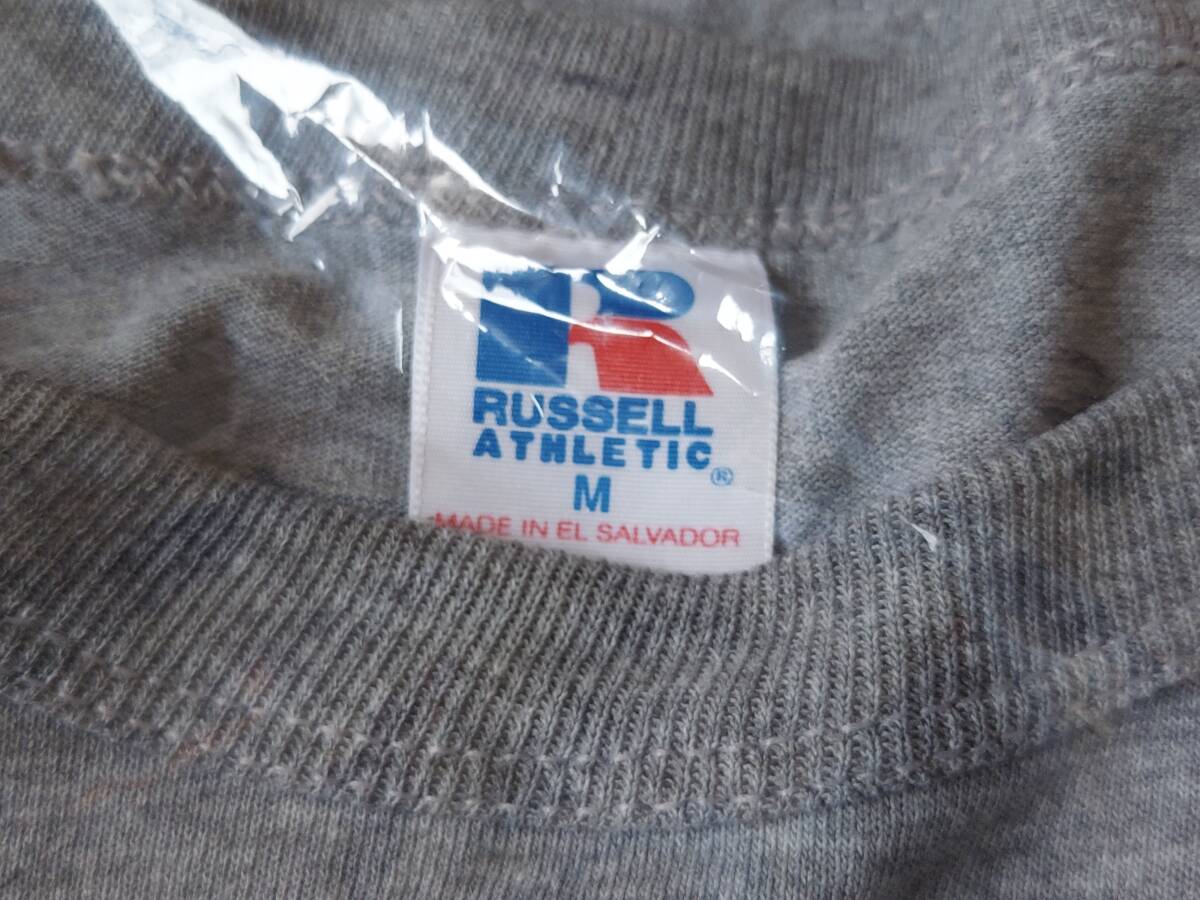 R
RUSSELL
ATHLETIC®
M
MADE IN EL SALVADOR